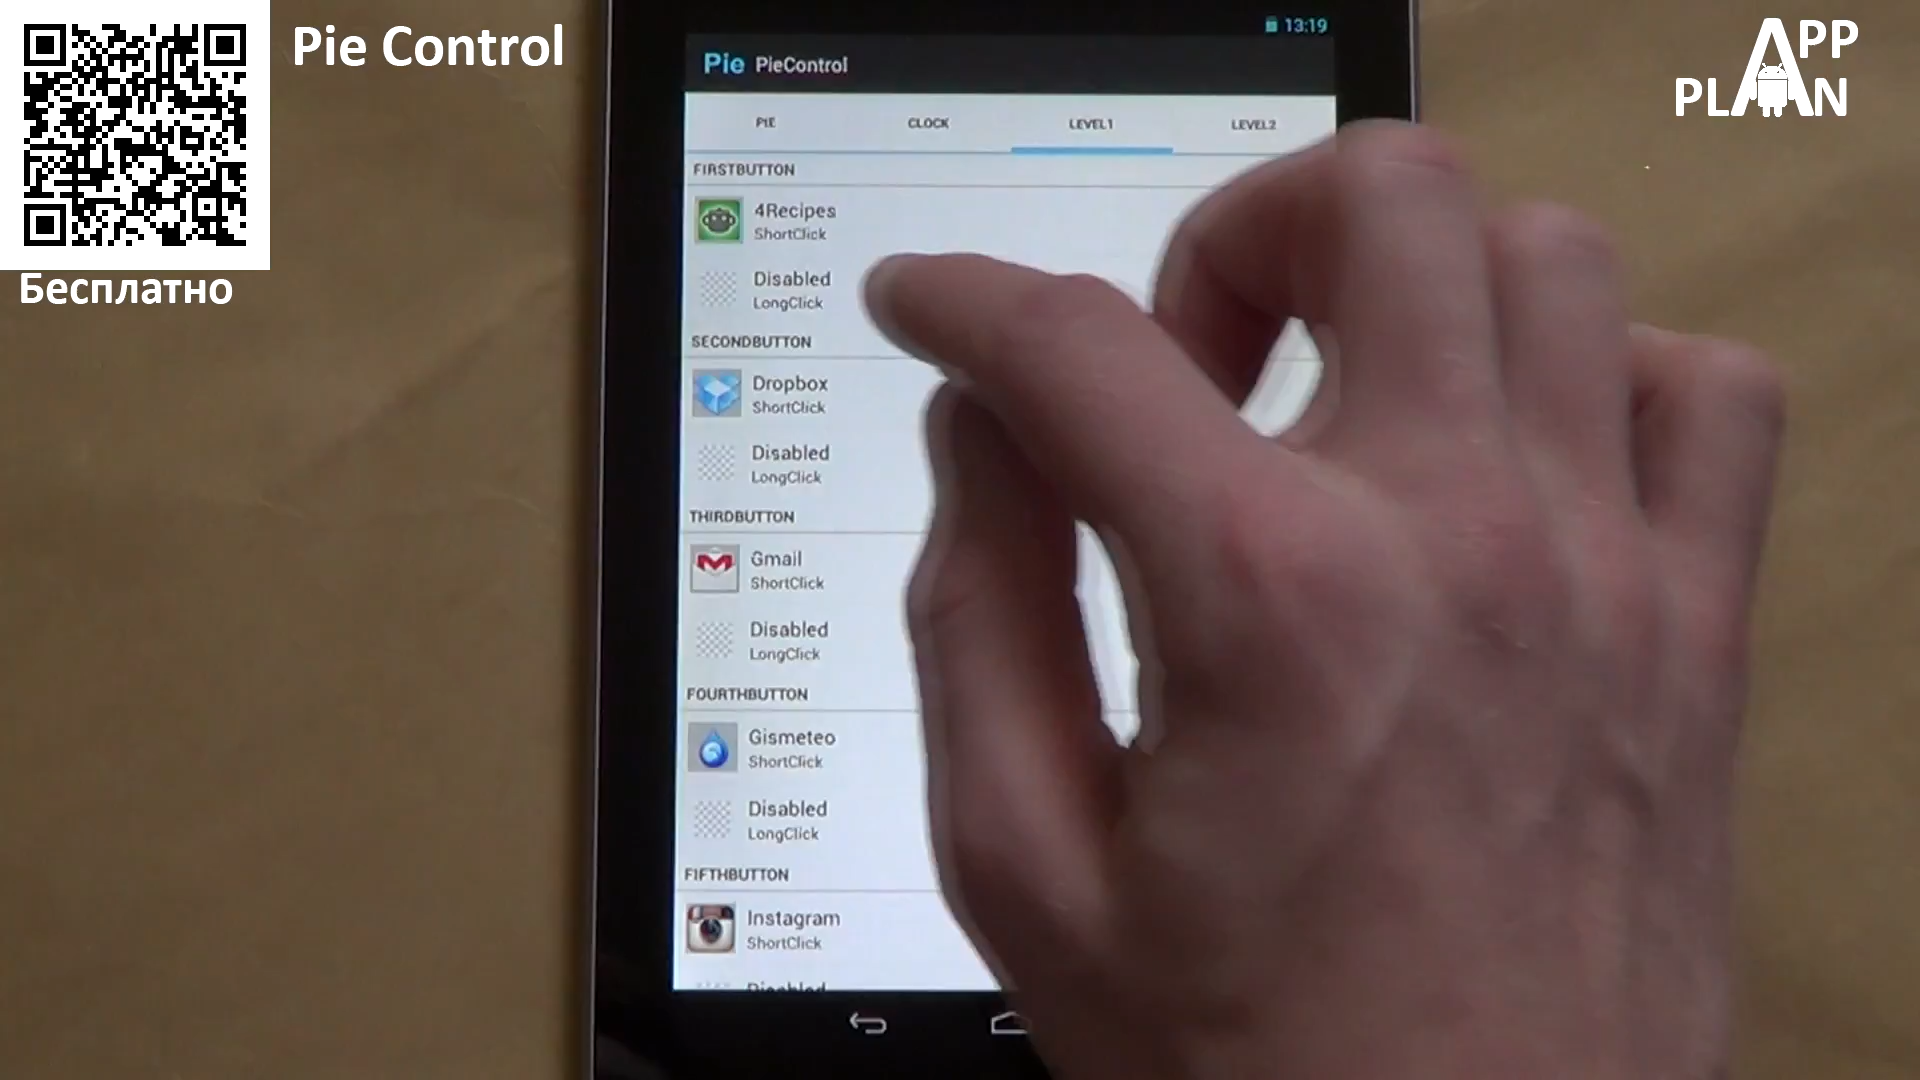 Pie Control
Бесплатно
APP
PLAN
13:19
Pie PieControl
PIE CLOCK LEVEL1 LEVEL2
FIRSTBUTTON
4Recipes
ShortClick
Disabled
LongClick
SECONDBUTTON
Dropbox
ShortClick
Disabled
LongClick
THIRDBUTTON
Gmail
ShortClick
Disabled
LongClick
FOURTHBUTTON
Gismeteo
ShortClick
Disabled
LongClick
FIFTHBUTTON
Instagram
ShortClick
Disabled